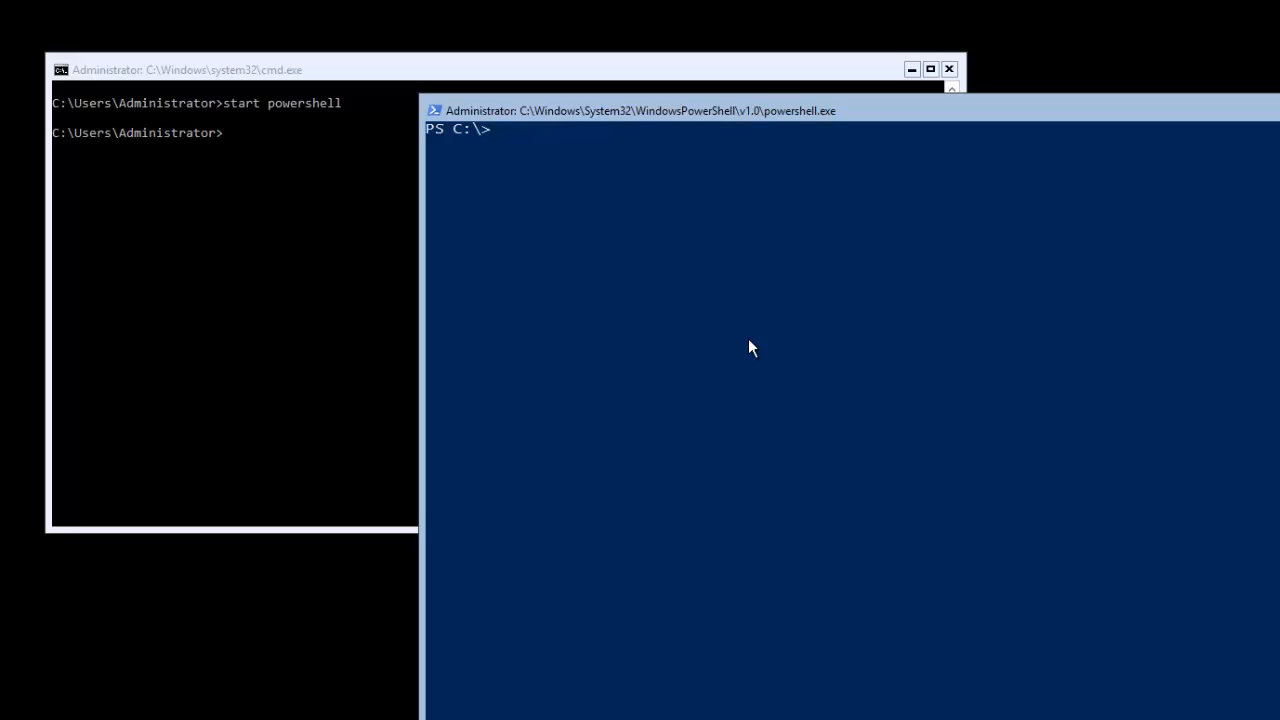 Administrator: C:\Windows\system32\cmd.exe
C:\Users\Administrator>start powershell
C:\Users\Administrator>
Administrator: C:\Windows\System32\WindowsPowerShell\v1.0\powershell.exe
PS C:\>